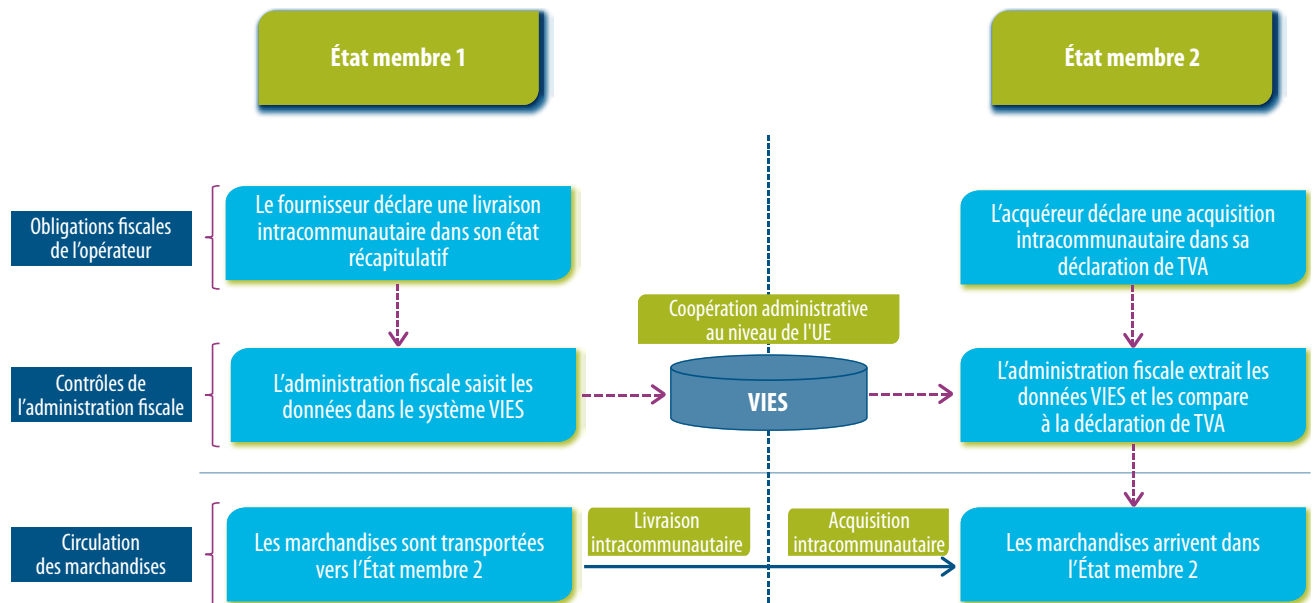 État membre 1
État membre 2
Obligations fiscales
de l’opérateur
Le fournisseur déclare une livraison
intracommunautaire dans son état
récapitulatif
L’acquéreur déclare une acquisition
intracommunautaire dans sa
déclaration de TVA
Coopération administrative
au niveau de l'UE
Contrôles de
l’administration fiscale
L’administration fiscale saisit les
données dans le système VIES
VIES
L’administration fiscale extrait les
données VIES et les compare
à la déclaration de TVA
Circulation
des marchandises
Les marchandises sont transportées
vers l’État membre 2
Livraison
intracommunautaire
Acquisition
intracommunautaire
Les marchandises arrivent dans
l’État membre 2